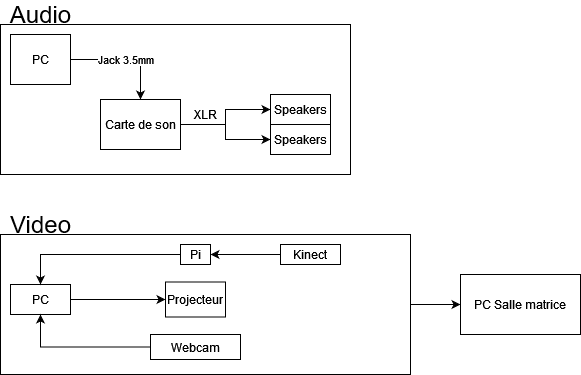 Audio
PC
Jack 3.5mm
Carte de son
XLR
Speakers
Speakers
Video
Pi
Kinect
PC
Projecteur
PC Salle matrice
Webcam